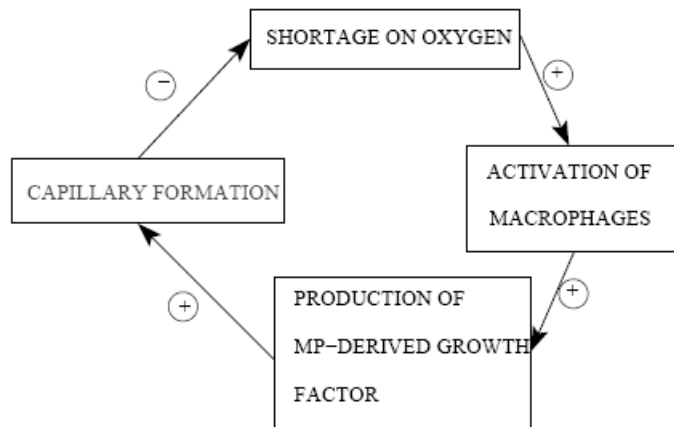 SHORTAGE ON OXYGEN
+
−
ACTIVATION OF
MACROPHAGES
CAPILLARY FORMATION
+
+
PRODUCTION OF
MP−DERIVED GROWTH
FACTOR